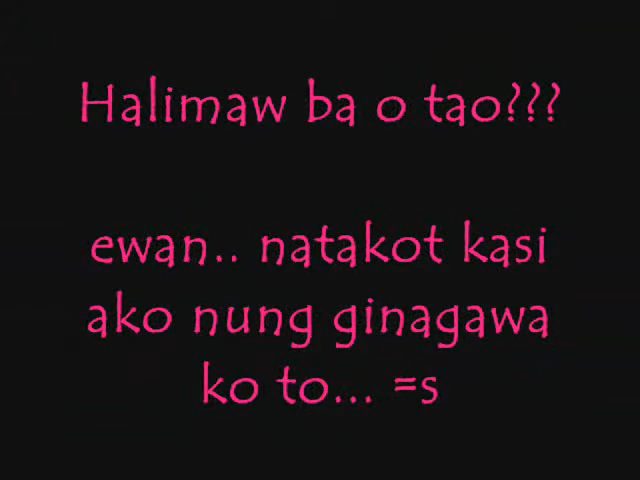 Halimaw ba o tao???
ewan.. natakot kasi
ako nung ginagawa
ko to... =s